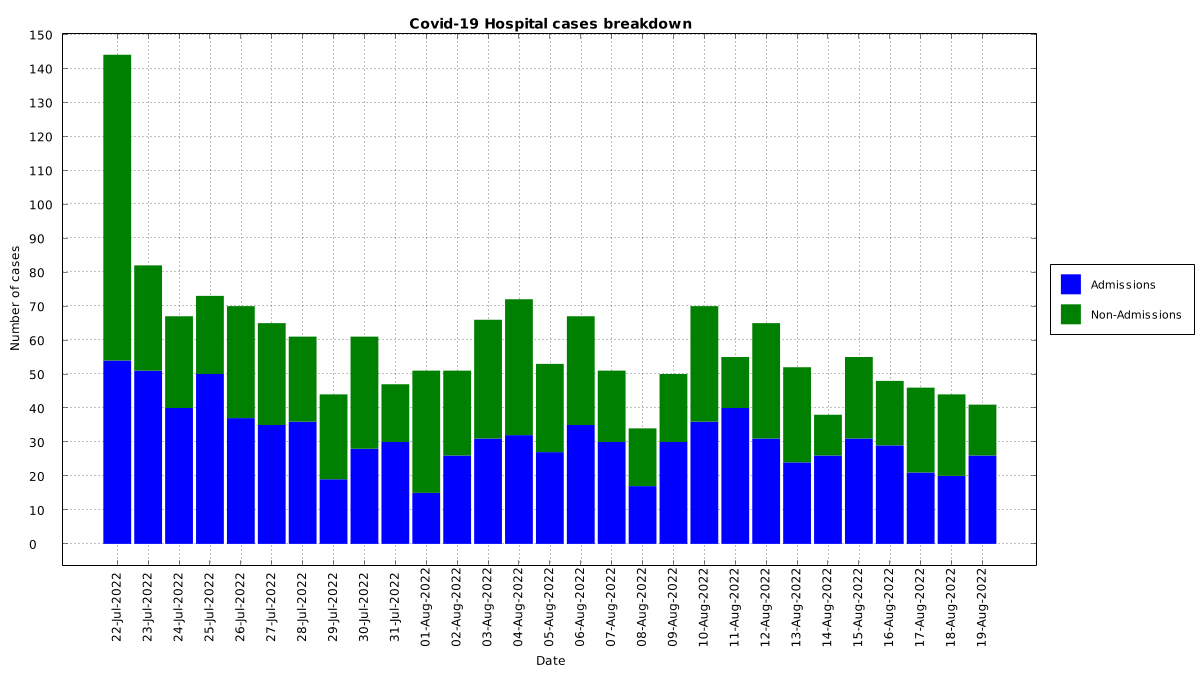 Covid-19 Hospital cases breakdown
150
140
130
120
110
100
90
80
70
60
50
40
30
20
10
0
Number of cases
22-Jul-2022
23-Jul-2022
24-Jul-2022
25-Jul-2022
26-Jul-2022
27-Jul-2022
28-Jul-2022
29-Jul-2022
30-Jul-2022
31-Jul-2022
01-Aug-2022
02-Aug-2022
03-Aug-2022
04-Aug-2022
05-Aug-2022
06-Aug-2022
07-Aug-2022
08-Aug-2022
09-Aug-2022
10-Aug-2022
11-Aug-2022
12-Aug-2022
13-Aug-2022
14-Aug-2022
15-Aug-2022
16-Aug-2022
17-Aug-2022
18-Aug-2022
19-Aug-2022
Date
Admissions
Non-Admissions